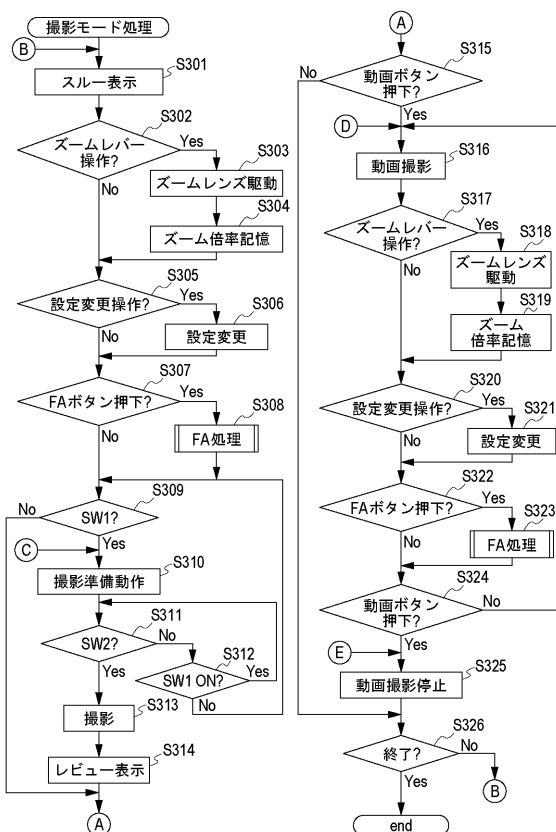 撮影モード処理
B
S301
スルー表示
S302
ズームレバー
操作?
Yes
No
S303
ズームレンズ駆動
S304
ズーム倍率記憶
S305
設定変更操作?
Yes
No
S306
設定変更
S307
FAボタン押下?
Yes
No
S308
FA処理
S309
SW1?
No
Yes
C
S310
撮影準備動作
S311
SW2?
No
Yes
S312
SW1 ON?
Yes
No
S313
撮影
S314
レビュー表示
A
A
S315
動画ボタン
押下?
No
Yes
D
S316
動画撮影
S317
ズームレバー
操作?
Yes
No
S318
ズームレンズ
駆動
S319
ズーム
倍率記憶
S320
設定変更操作?
Yes
No
S321
設定変更
S322
FAボタン押下?
Yes
No
S323
FA処理
S324
動画ボタン
押下?
No
Yes
E
S325
動画撮影停止
S326
終了?
No
Yes
B
end